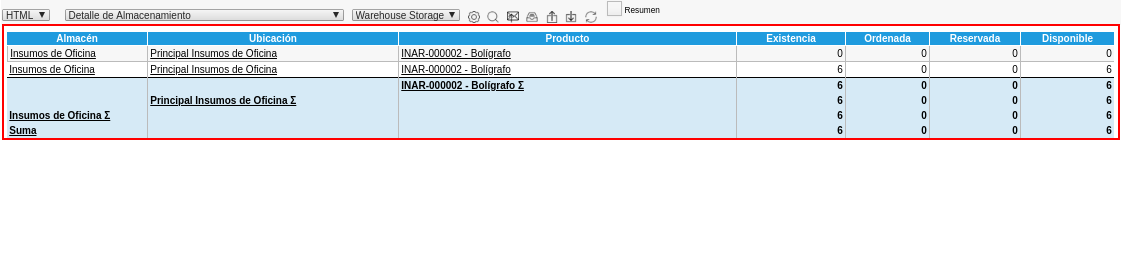 HTML ▼ Detalle de Almacenamiento ▼ Warehouse Storage ▼ Resumen
Almacén Ubicación Producto Existencia Ordenada Reservada Disponible
Insumos de Oficina Principal Insumos de Oficina INAR-000002 - Bolígrafo 0 0 0 0
Insumos de Oficina Principal Insumos de Oficina INAR-000002 - Bolígrafo 6 0 0 6
INAR-000002 - Bolígrafo Σ 6 0 0 6
Principal Insumos de Oficina Σ 6 0 0 6
Insumos de Oficina Σ 6 0 0 6
Suma 6 0 0 6